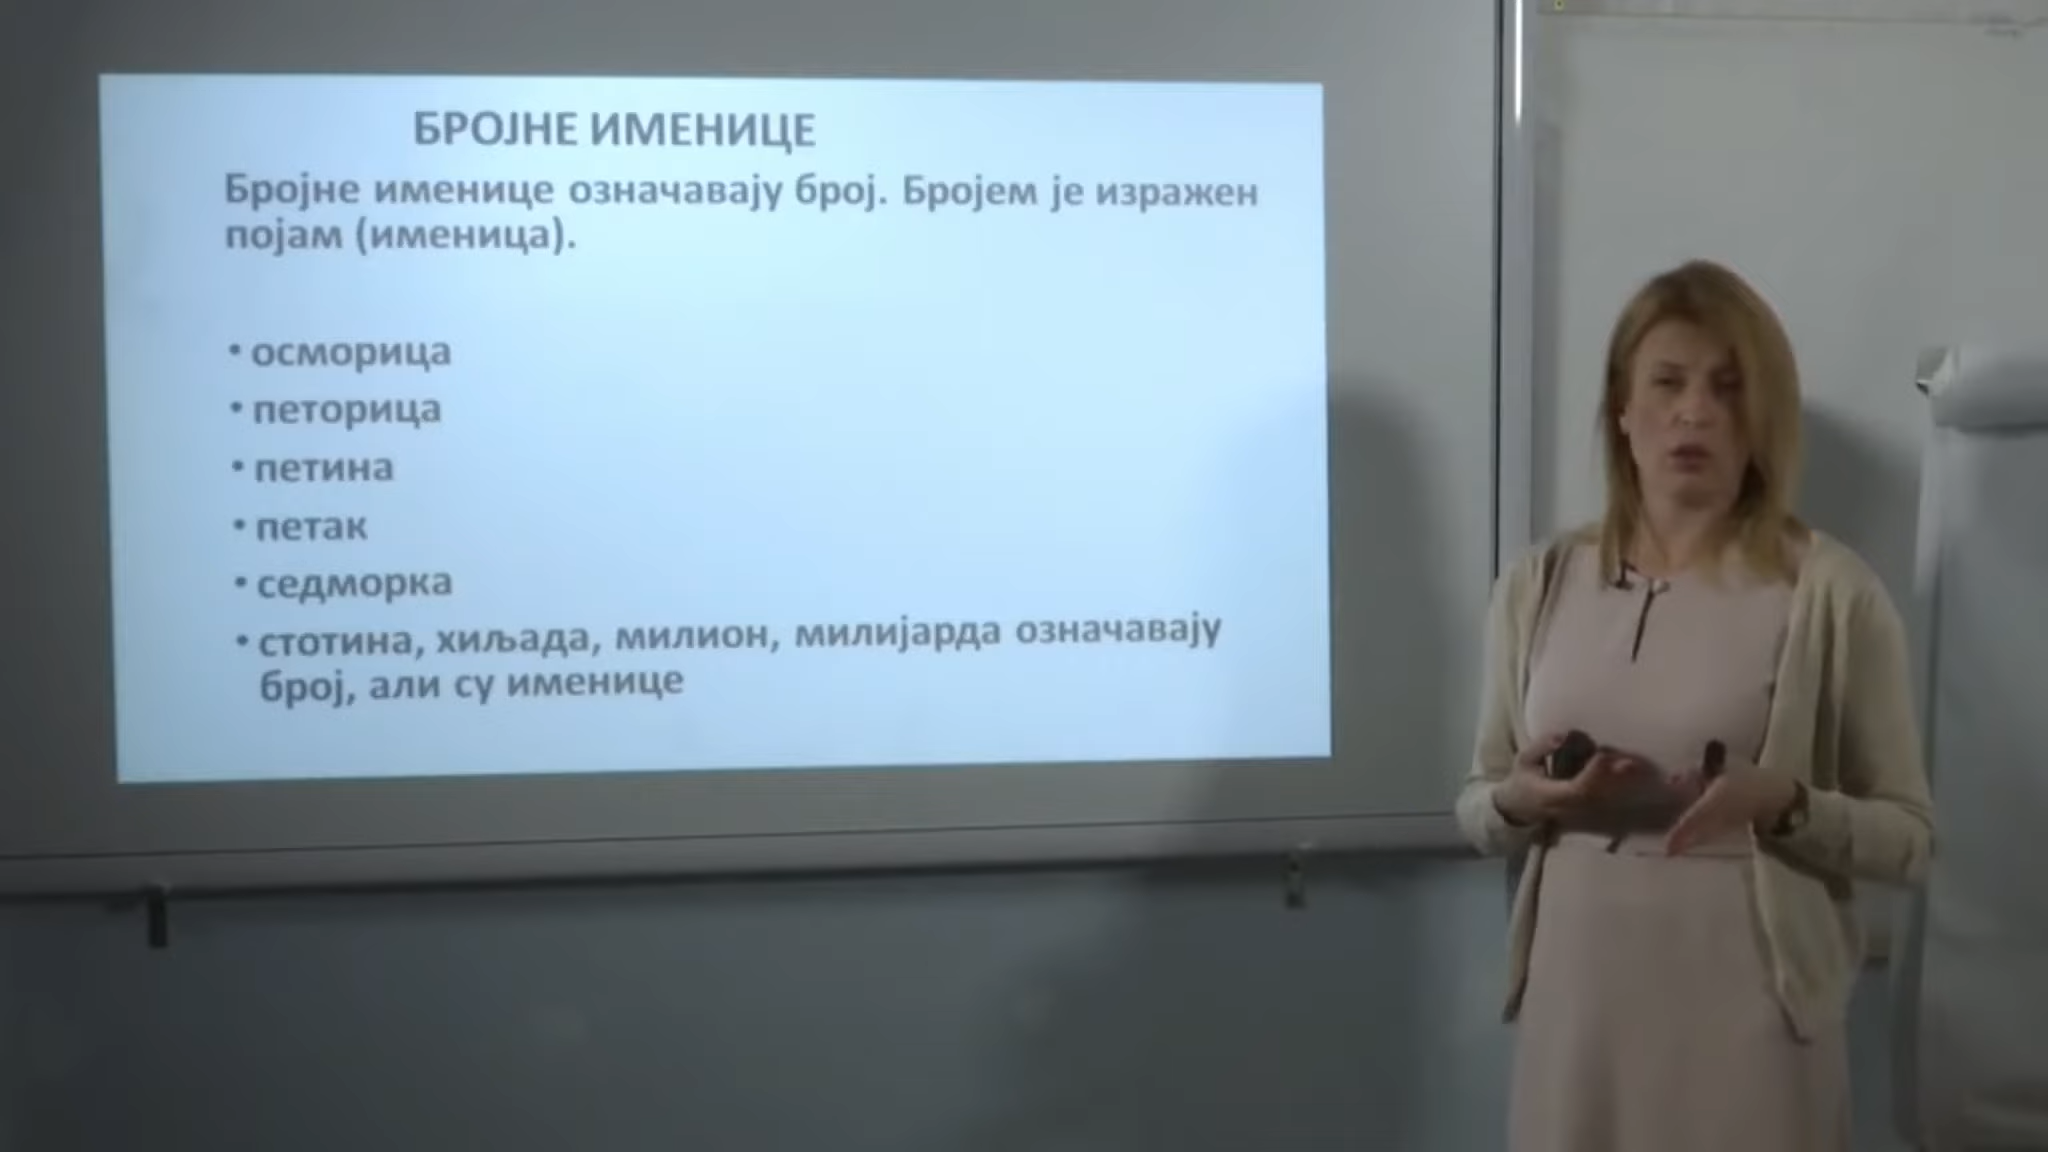 БРОЈНЕ ИМЕНИЦЕ
Бројне именице означавају број. Бројем је изражен
појам (именица).
• осморица
• петорица
• петина
• петак
• седморка
• стотина, хиљада, милион, милијарда означавају
број, али су именице